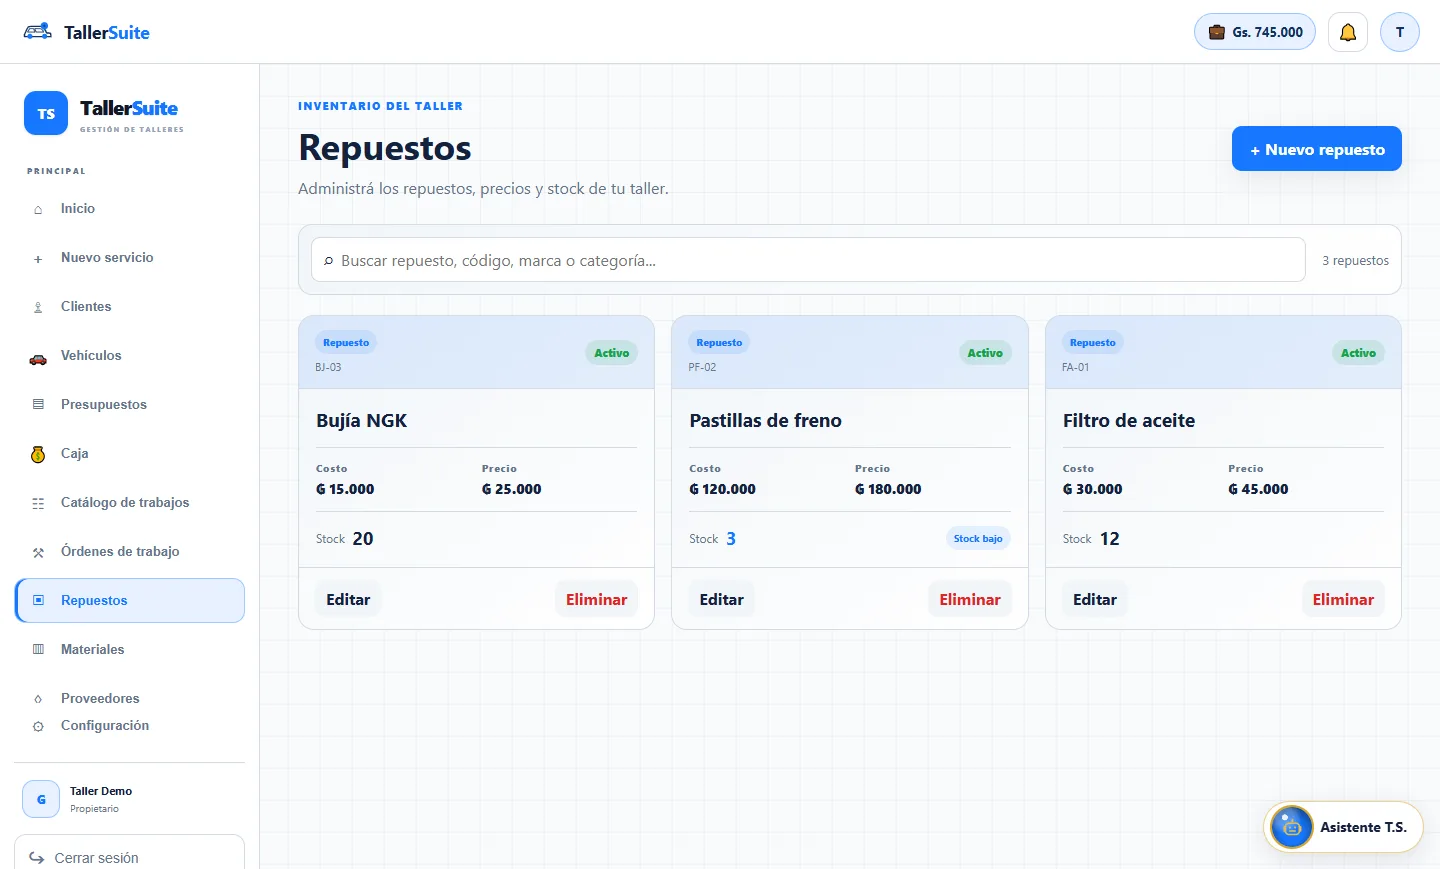 TallerSuite
Gs. 745.000
T
TS
TallerSuite
GESTIÓN DE TALLERES
PRINCIPAL
Inicio
Nuevo servicio
Clientes
Vehículos
Presupuestos
Caja
Catálogo de trabajos
Órdenes de trabajo
Repuestos
Materiales
Proveedores
Configuración
G
Taller Demo
Propietario
Cerrar sesión
INVENTARIO DEL TALLER
Repuestos
Administrá los repuestos, precios y stock de tu taller.
+ Nuevo repuesto
Buscar repuesto, código, marca o categoría...
3 repuestos
Repuesto
BJ-03
Activo
Bujía NGK
Costo
Precio
₲ 15.000
₲ 25.000
Stock 20
Editar
Eliminar
Repuesto
PF-02
Activo
Pastillas de freno
Costo
Precio
₲ 120.000
₲ 180.000
Stock 3
Stock bajo
Editar
Eliminar
Repuesto
FA-01
Activo
Filtro de aceite
Costo
Precio
₲ 30.000
₲ 45.000
Stock 12
Editar
Eliminar
Asistente T.S.